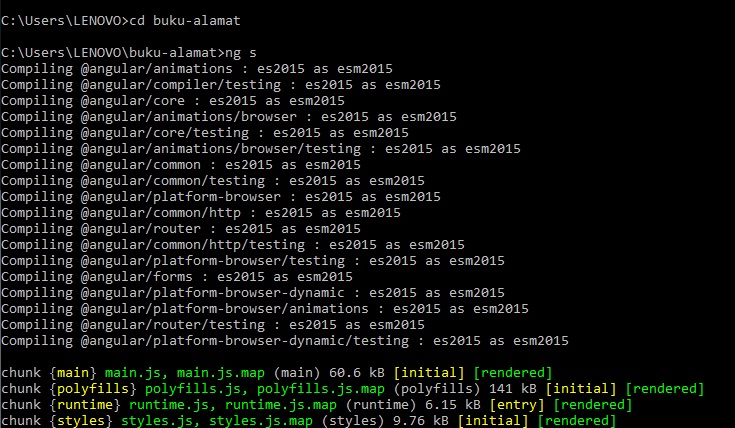 C:\Users\LENOVO>cd buku-alamat
C:\Users\LENOVO\buku-alamat>ng s
Compiling @angular/animations : es2015 as esm2015
Compiling @angular/compiler/testing : es2015 as esm2015
Compiling @angular/core : es2015 as esm2015
Compiling @angular/animations/browser : es2015 as esm2015
Compiling @angular/core/testing : es2015 as esm2015
Compiling @angular/animations/browser/testing : es2015 as esm2015
Compiling @angular/common : es2015 as esm2015
Compiling @angular/common/testing : es2015 as esm2015
Compiling @angular/platform-browser : es2015 as esm2015
Compiling @angular/common/http : es2015 as esm2015
Compiling @angular/router : es2015 as esm2015
Compiling @angular/common/http/testing : es2015 as esm2015
Compiling @angular/platform-browser/testing : es2015 as esm2015
Compiling @angular/forms : es2015 as esm2015
Compiling @angular/platform-browser-dynamic : es2015 as esm2015
Compiling @angular/platform-browser/animations : es2015 as esm2015
Compiling @angular/router/testing : es2015 as esm2015
Compiling @angular/platform-browser-dynamic/testing : es2015 as esm2015
chunk {main} main.js, main.js.map (main) 60.6 kB [initial] [rendered]
chunk {polyfills} polyfills.js, polyfills.js.map (polyfills) 141 kB [initial] [rendered]
chunk {runtime} runtime.js, runtime.js.map (runtime) 6.15 kB [entry] [rendered]
chunk {styles} styles.js, styles.js.map (styles) 9.76 kB [initial] [rendered]